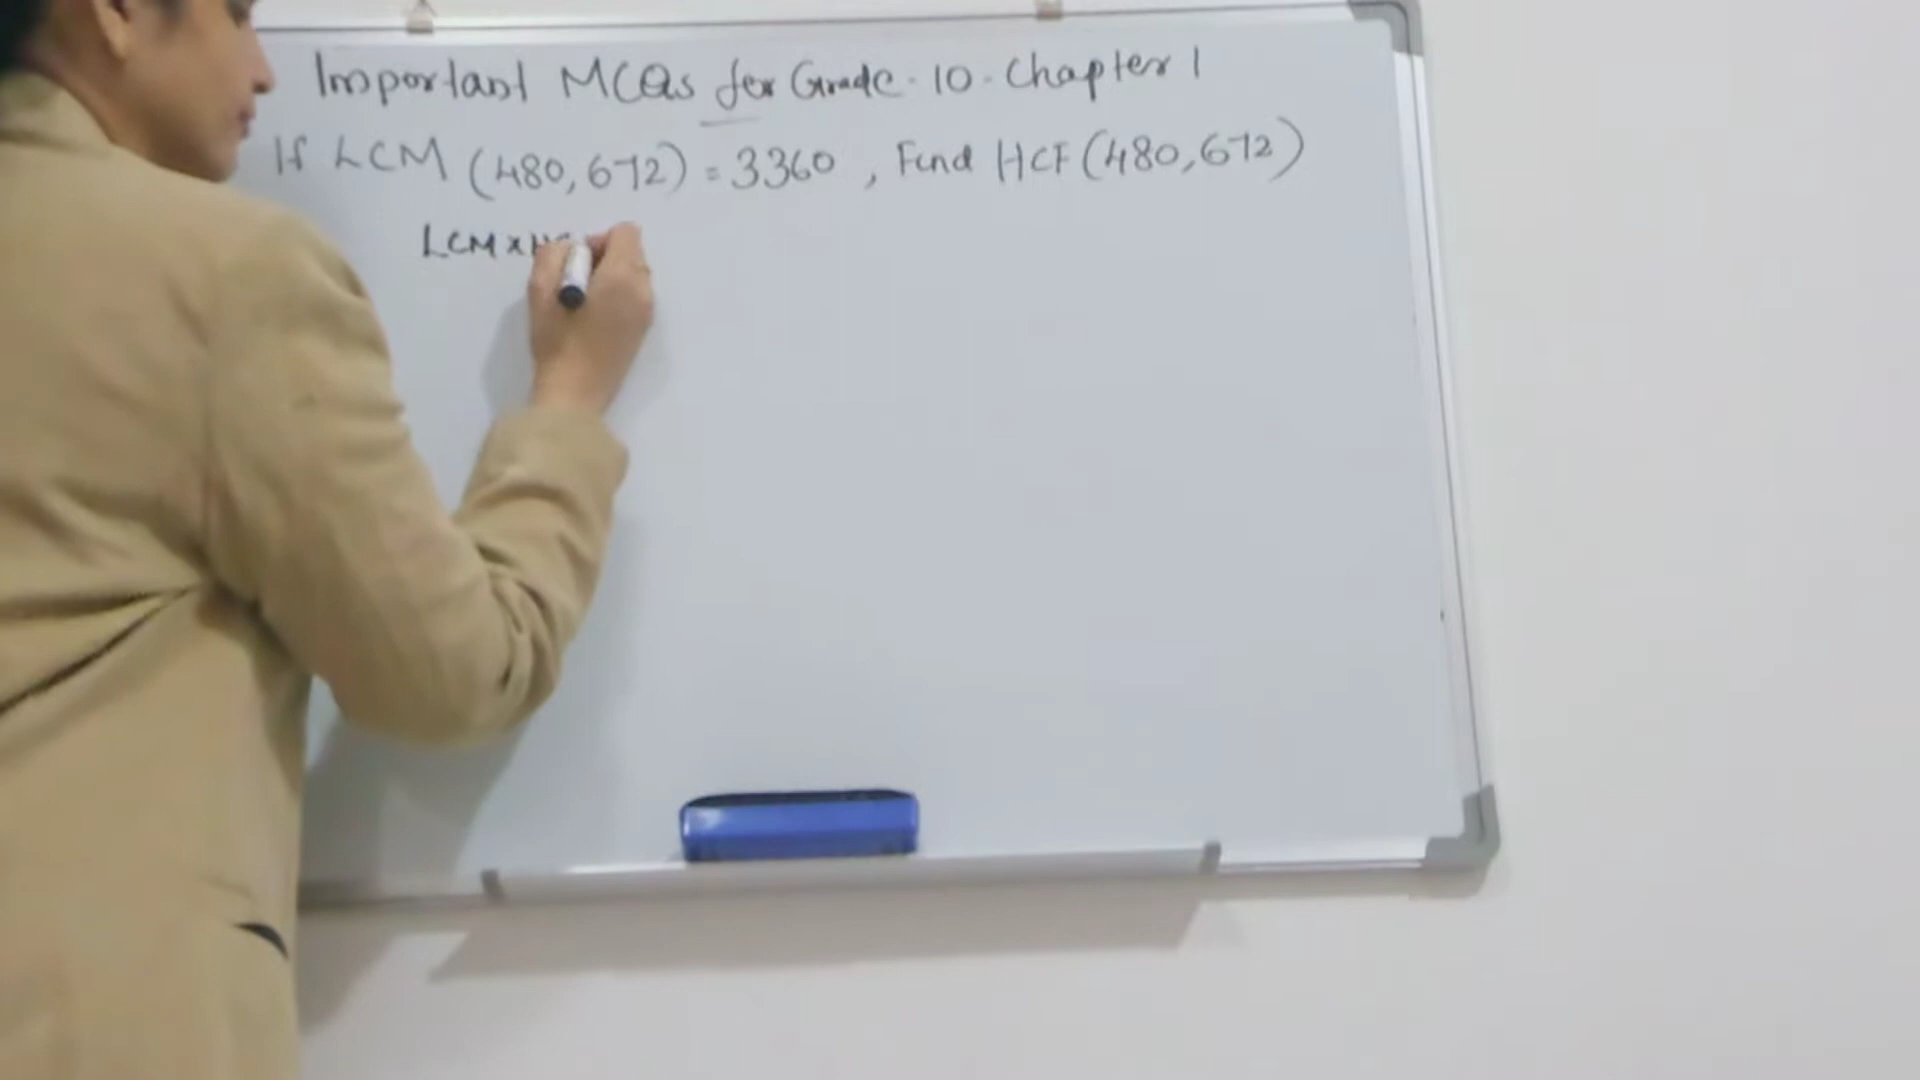 Important MCQs for Grade-10-Chapter 1
If LCM (480,672) = 3360 , Find HCF(480,672)
LCM x